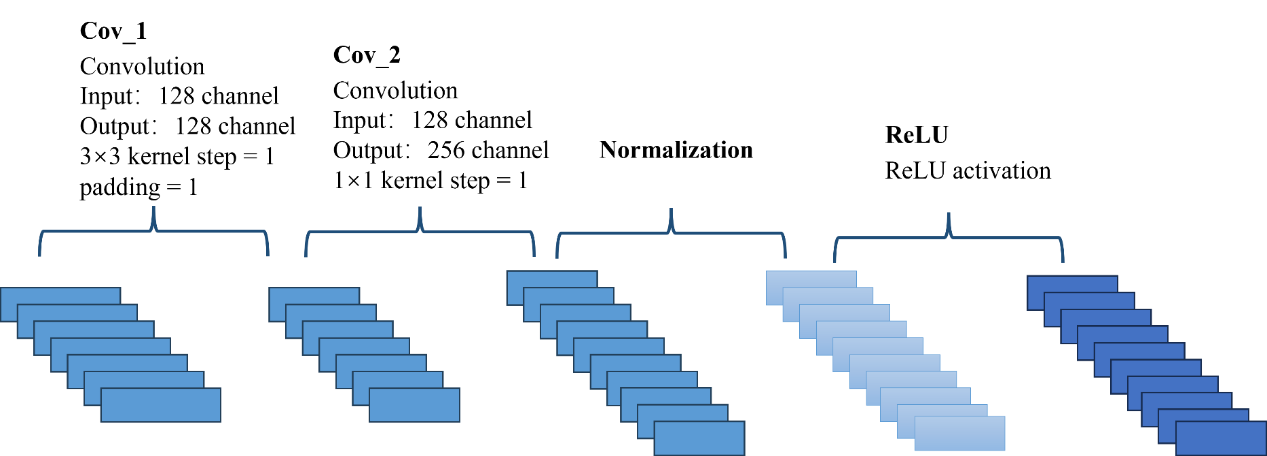 Cov_1
Convolution
Input： 128 channel
Output： 128 channel
3×3 kernel step = 1
padding = 1
Cov_2
Convolution
Input： 128 channel
Output： 256 channel
1×1 kernel step = 1
Normalization
ReLU
ReLU activation